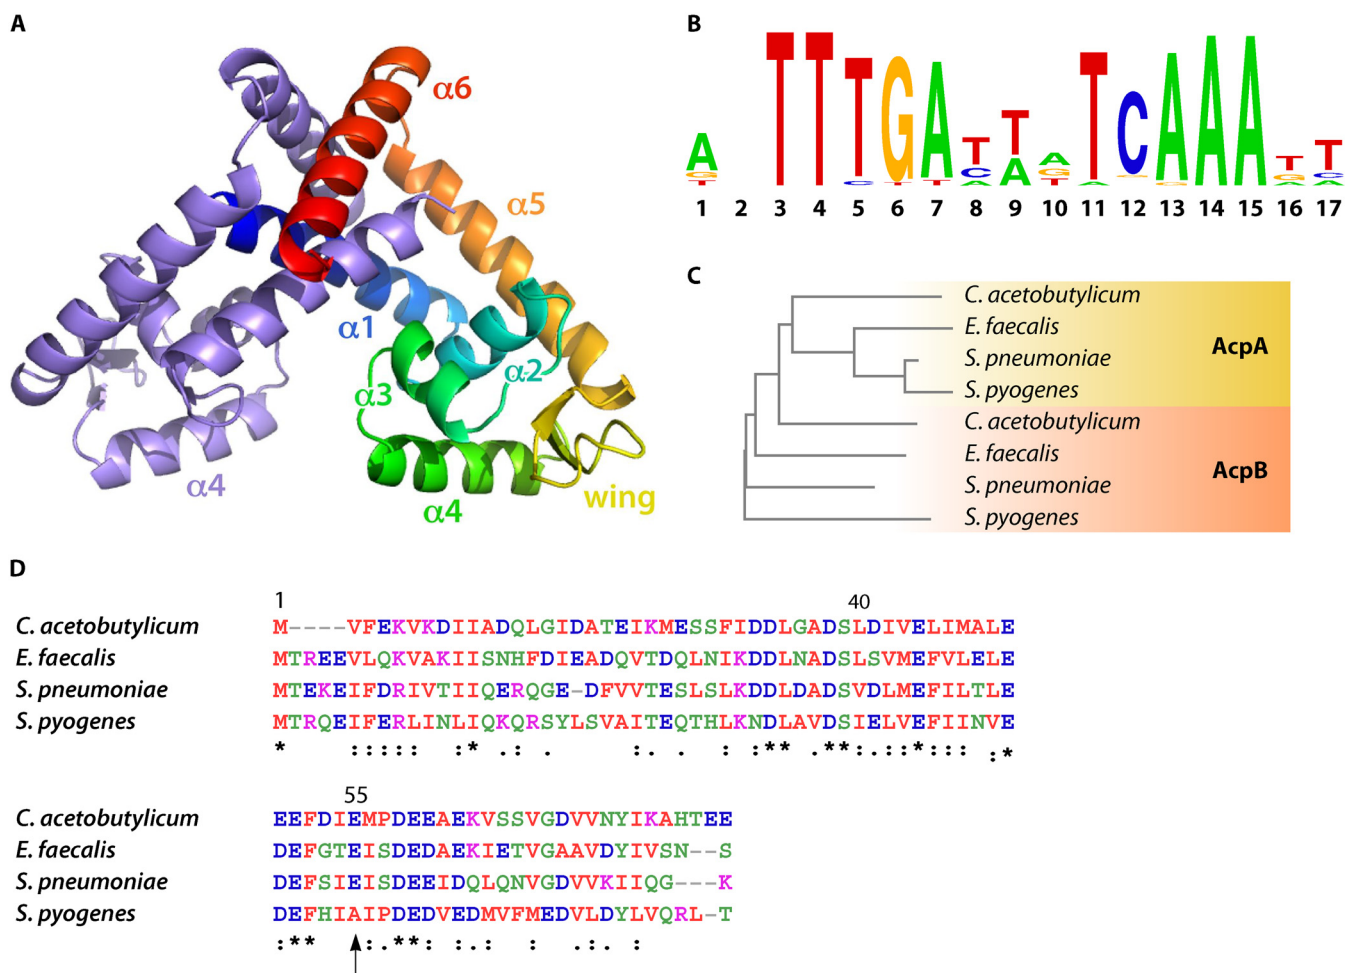 A
α6
α5
α1
α2
α3
α4
α4
wing
B
A G T T T T C G T A T T C A T A A G T T A C A G A A A T G A T C A
1 2 3 4 5 6 7 8 9 10 11 12 13 14 15 16 17
C
C. acetobutylicum
E. faecalis
AcpA
S. pneumoniae
S. pyogenes
C. acetobutylicum
E. faecalis
AcpB
S. pneumoniae
S. pyogenes
D
1 40
C. acetobutylicum M----VFEKVKDIIADQLGIDATEIKMESSFIDDLGADSLDIVELIMALE
E. faecalis MTREEVLQKVAKIISNHFDIEADQVTDQLNIKDDLNADSLSVMEFVLELE
S. pneumoniae MTEKEIFDRIVTIIQERQGE-DFVVTESLSLKDDLDADSVDLMEFILTLE
S. pyogenes MTRQEIFERLINLIQKQRSYLSVAITEQTHLKNDLAVDSIELVEFIINVE
* ::::: :* .: . :. . : :** .**:.::*::: :*
55
C. acetobutylicum EEFDIEMPDEEAEKVSSVGDVVNYIKAHTEE
E. faecalis DEFGTEISDEDAEKIETVGAAVDYIVSN--S
S. pneumoniae DEFSIEISDEEIDQLQNVGDVVKIIQG---K
S. pyogenes DEFHIAIPDEDVEDMVFMEDVLDYLVQRL-T
:** :.**: :.: : .:. :